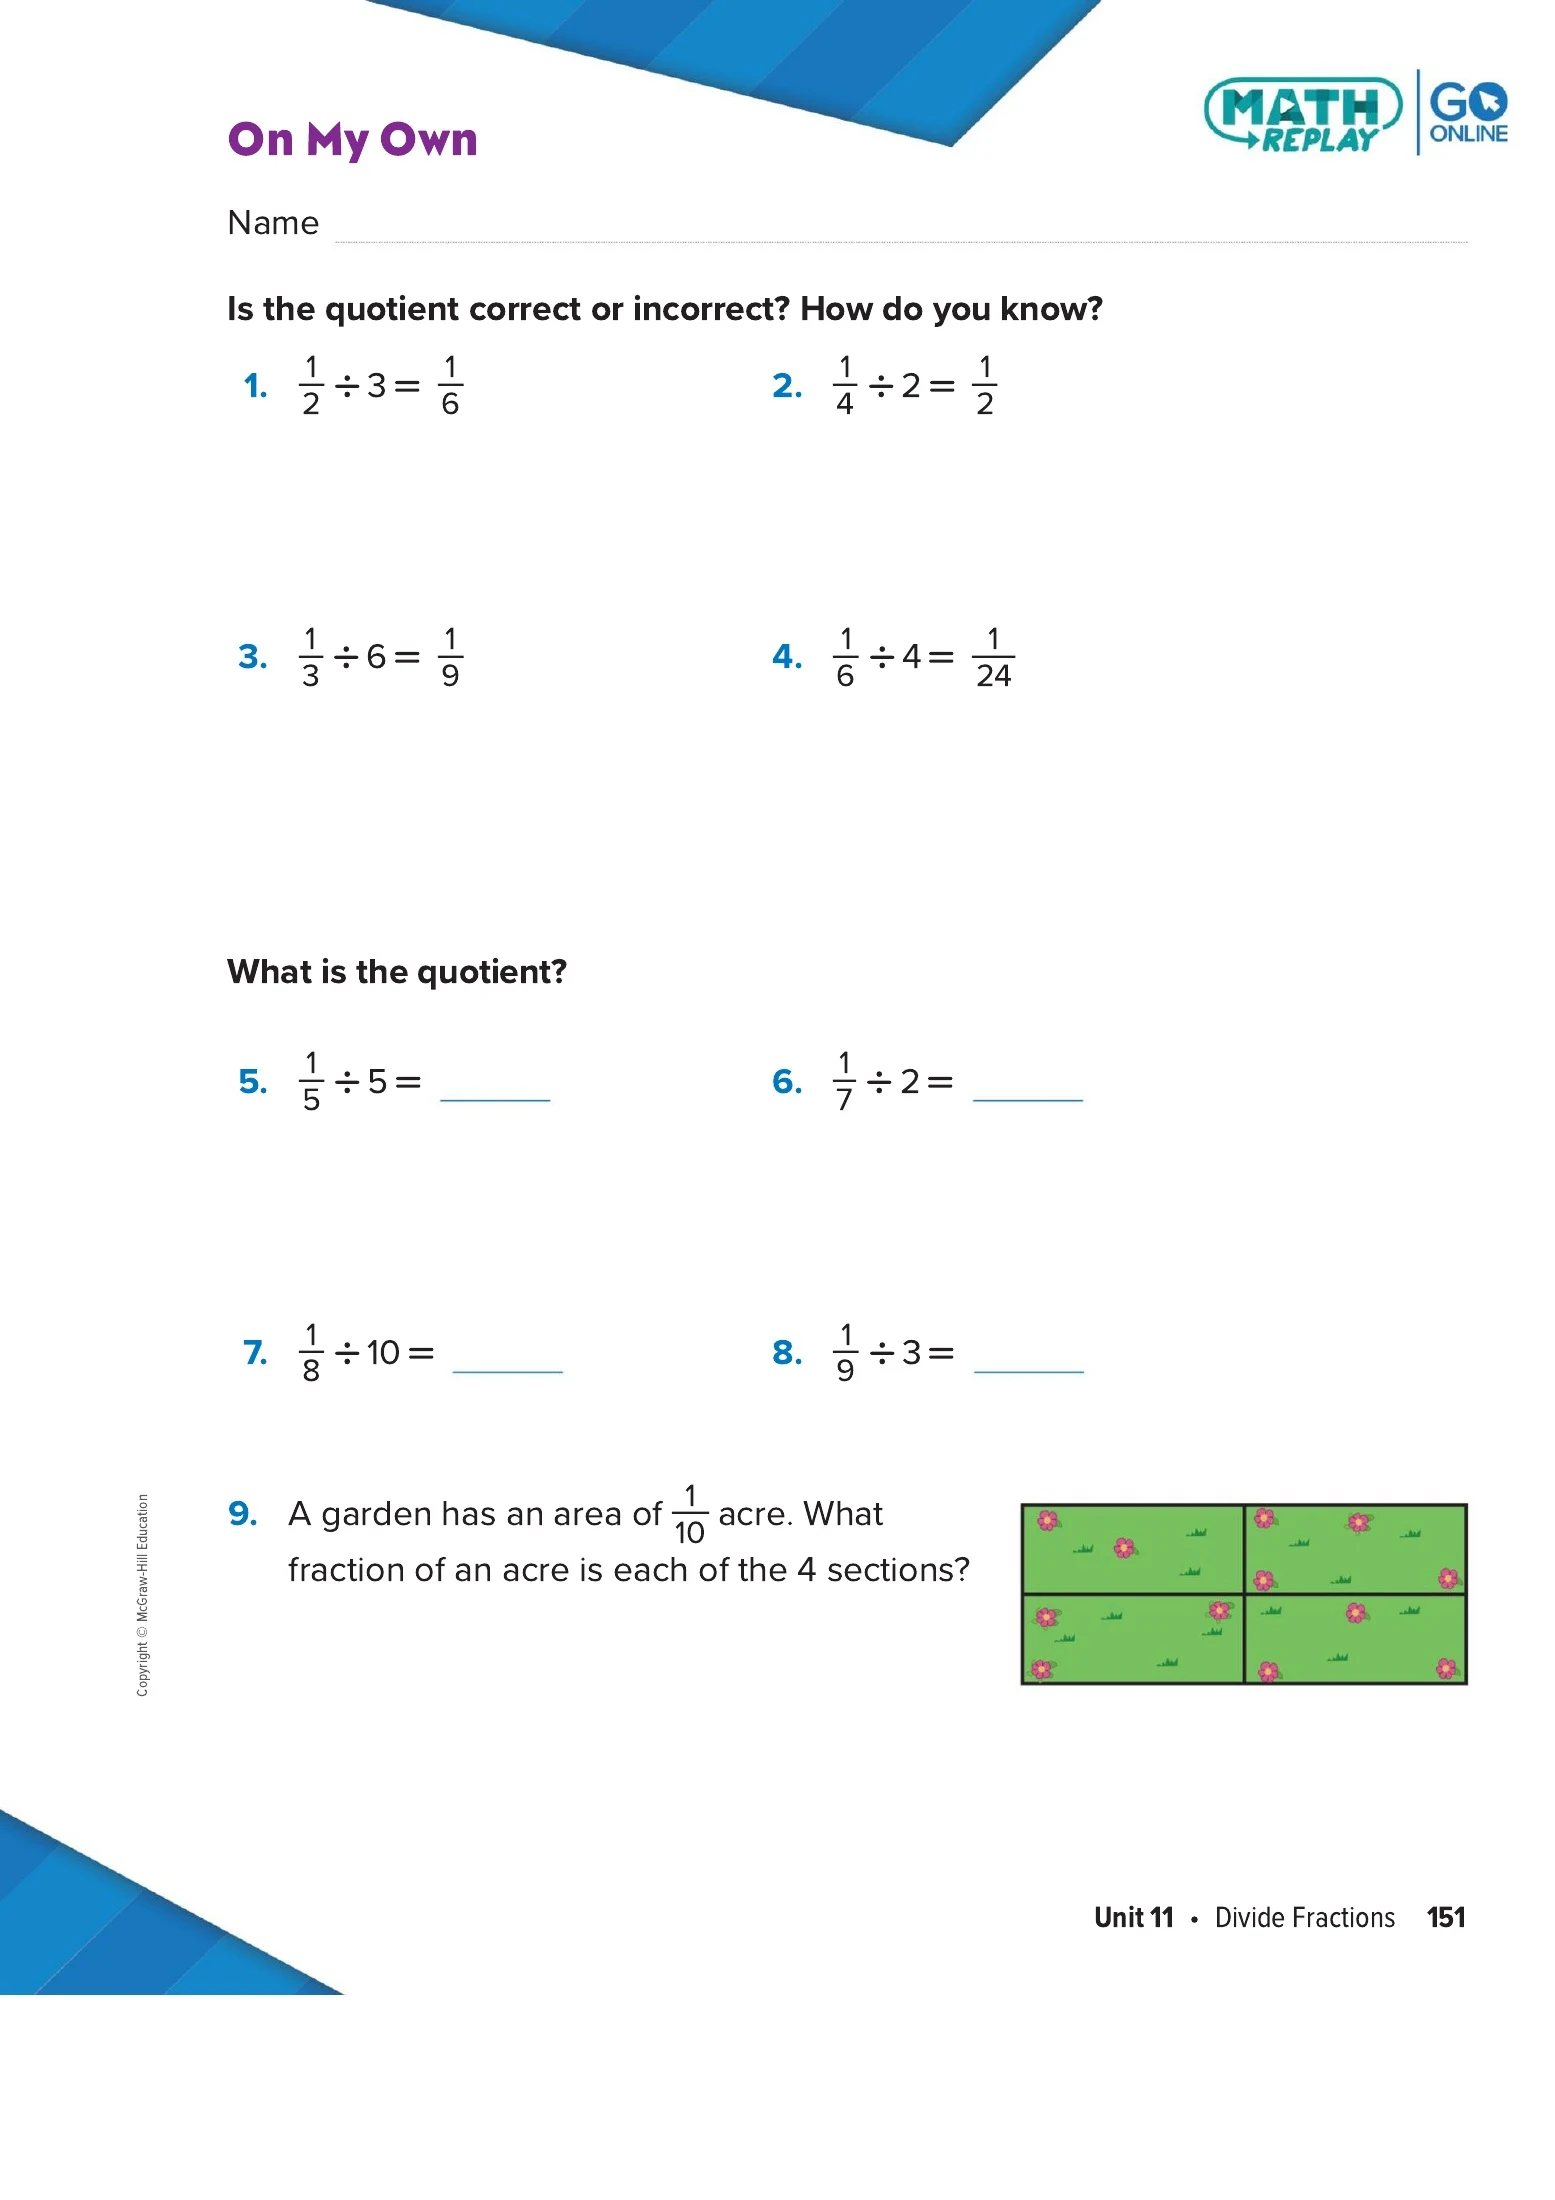 On My Own
MATH
REPLAY
GO
ONLINE
Name
Is the quotient correct or incorrect? How do you know?
1. 1/2 ÷ 3 = 1/6
2. 1/4 ÷ 2 = 1/2
3. 1/3 ÷ 6 = 1/9
4. 1/6 ÷ 4 = 1/24
What is the quotient?
5. 1/5 ÷ 5 =
6. 1/7 ÷ 2 =
7. 1/8 ÷ 10 =
8. 1/9 ÷ 3 =
9. A garden has an area of 1/10 acre. What
fraction of an acre is each of the 4 sections?
Copyright © McGraw-Hill Education
Unit 11 • Divide Fractions 151